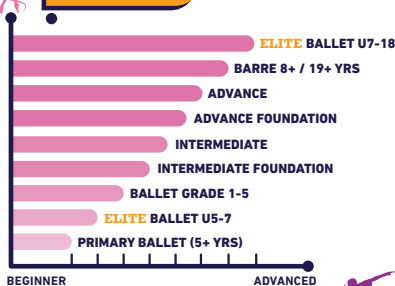 ELITE BALLET U7-18
BARRE 8+ / 19+ YRS
ADVANCE
ADVANCE FOUNDATION
INTERMEDIATE
INTERMEDIATE FOUNDATION
BALLET GRADE 1-5
ELITE BALLET U5-7
PRIMARY BALLET (5+ YRS)
BEGINNER ADVANCED